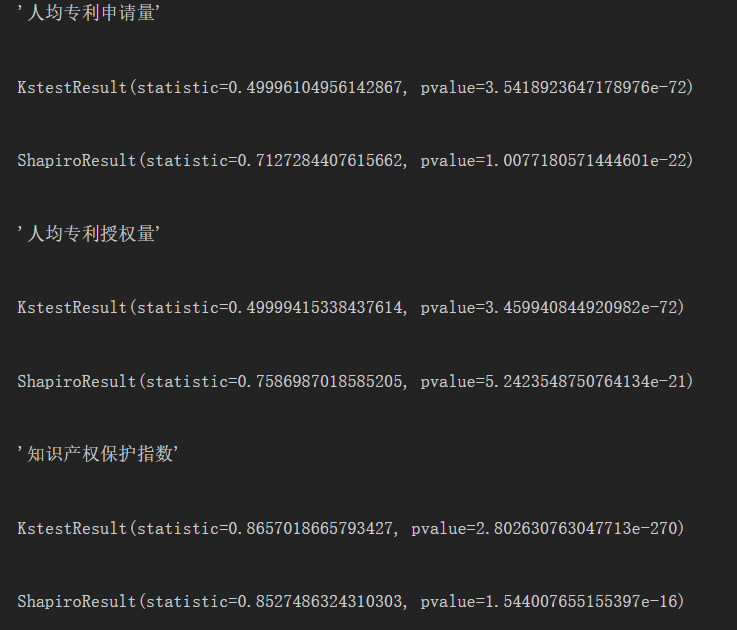 '人均专利申请量'
KstestResult(statistic=0.49996104956142867, pvalue=3.5418923647178976e-72)
ShapiroResult(statistic=0.7127284407615662, pvalue=1.0077180571444601e-22)
'人均专利授权量'
KstestResult(statistic=0.49999415338437614, pvalue=3.459940844920982e-72)
ShapiroResult(statistic=0.7586987018585205, pvalue=5.2423548750764134e-21)
'知识产权保护指数'
KstestResult(statistic=0.8657018665793427, pvalue=2.802630763047713e-270)
ShapiroResult(statistic=0.8527486324310303, pvalue=1.544007655155397e-16)